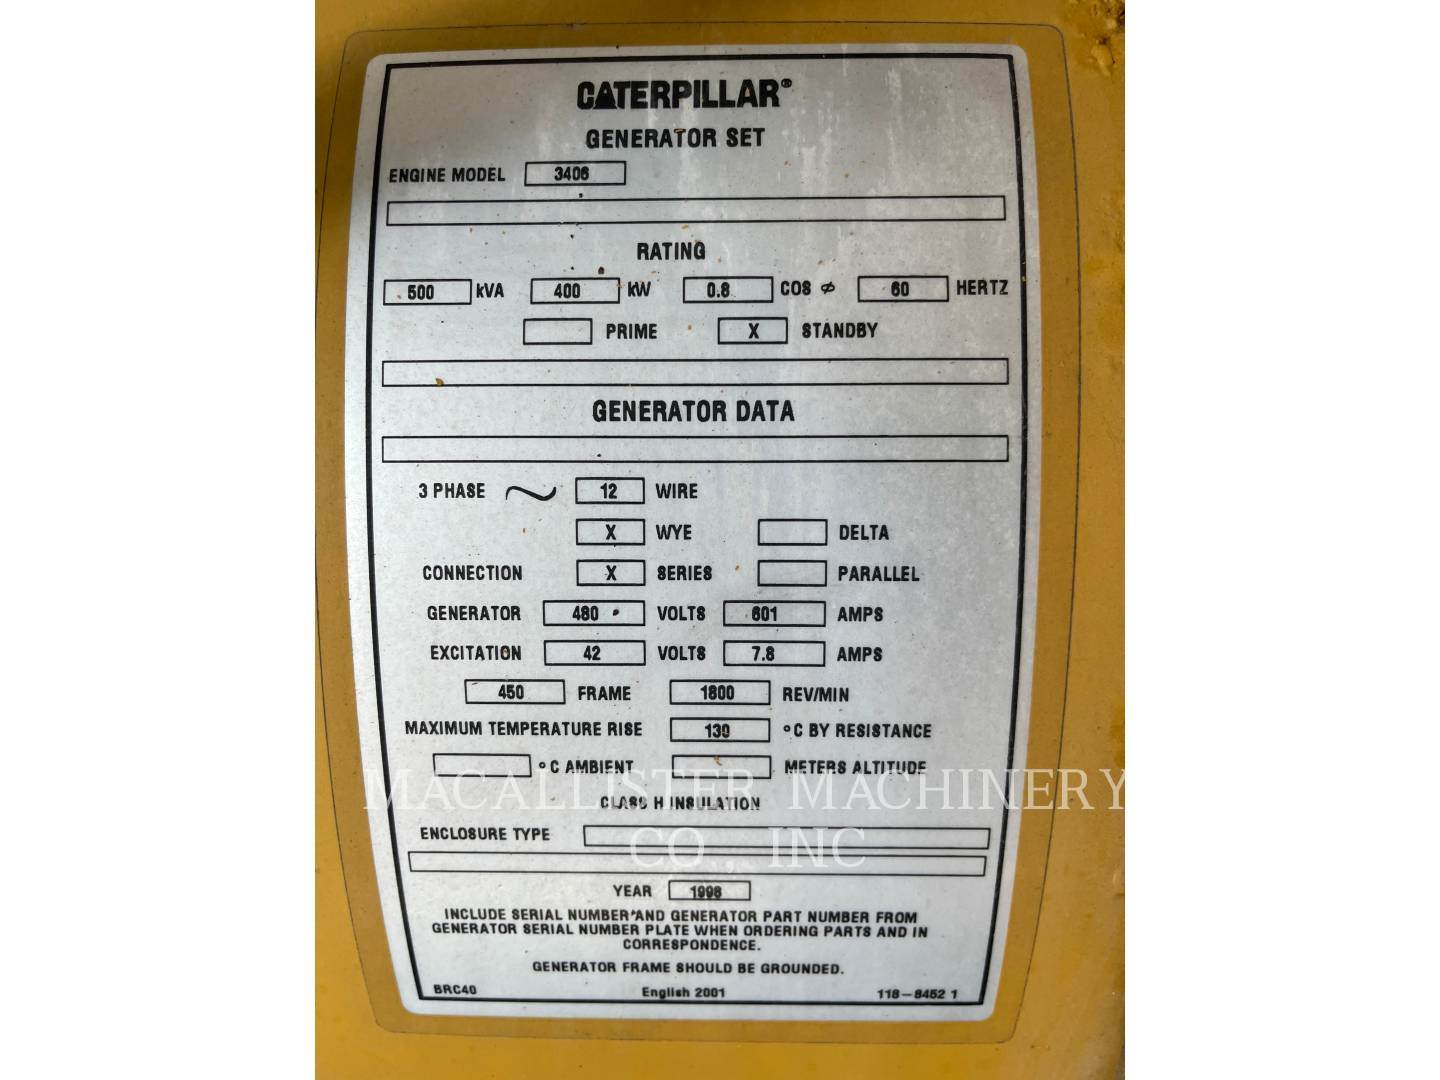 CATERPILLAR®
GENERATOR SET
ENGINE MODEL 3406
RATING
500 kVA 400 kW 0.8 COS ø 60 HERTZ
PRIME X STANDBY
GENERATOR DATA
3 PHASE ~ 12 WIRE
X WYE DELTA
CONNECTION X SERIES PARALLEL
GENERATOR 480 VOLTS 601 AMPS
EXCITATION 42 VOLTS 7.8 AMPS
450 FRAME 1800 REV/MIN
MAXIMUM TEMPERATURE RISE 130 °C BY RESISTANCE
°C AMBIENT METERS ALTITUDE
MACALLISTER MACHINERY
CLASS H INSULATION
ENCLOSURE TYPE
CO., INC
YEAR
INCLUDE SERIAL NUMBER AND GENERATOR PART NUMBER FROM
GENERATOR SERIAL NUMBER PLATE WHEN ORDERING PARTS AND IN
CORRESPONDENCE.
GENERATOR FRAME SHOULD BE GROUNDED.
BRC40 English 2001 118-8452 1